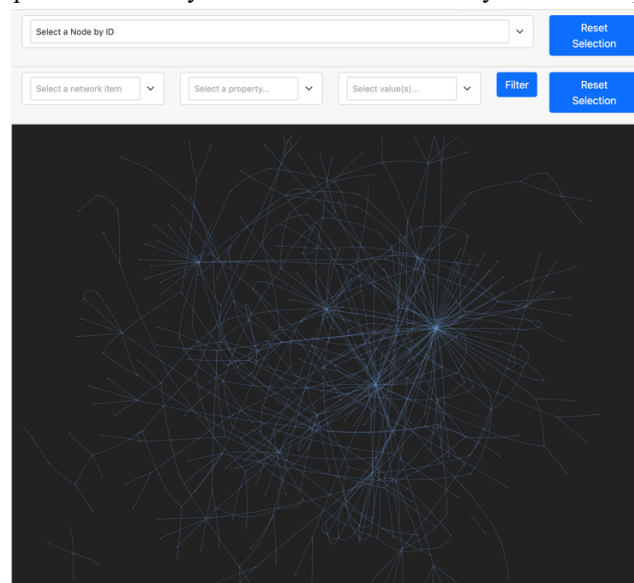 Select a Node by ID
Reset
Selection
Select a network item
Select a property...
Select value(s)...
Filter
Reset
Selection